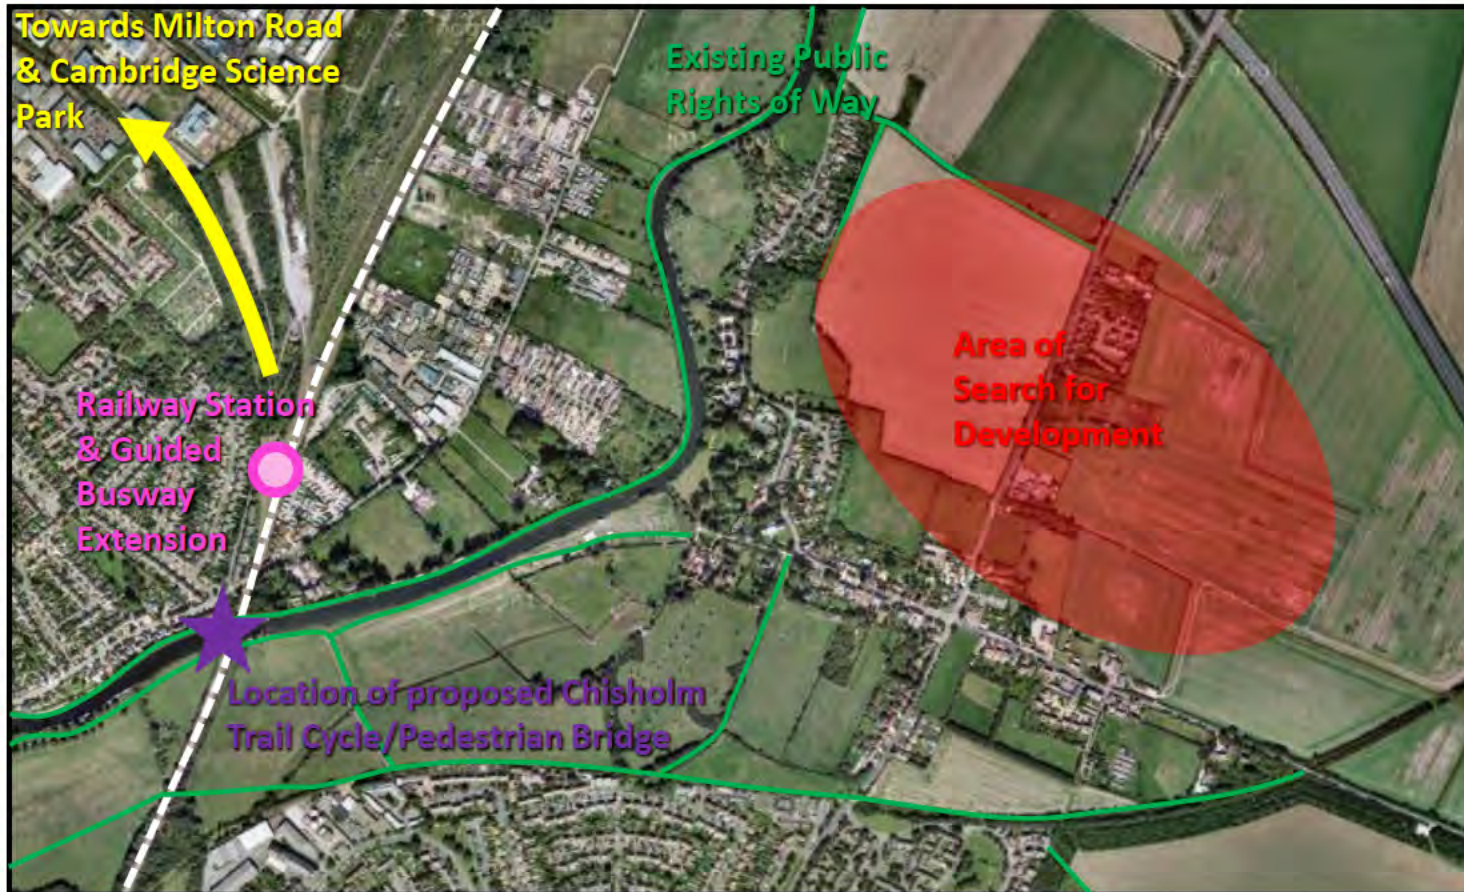 Towards Milton Road
& Cambridge Science
Park
Existing Public
Rights of Way
Area of
Search for
Development
Railway Station
& Guided
Busway
Extension
Location of proposed Chisholm
Trail Cycle/Pedestrian Bridge